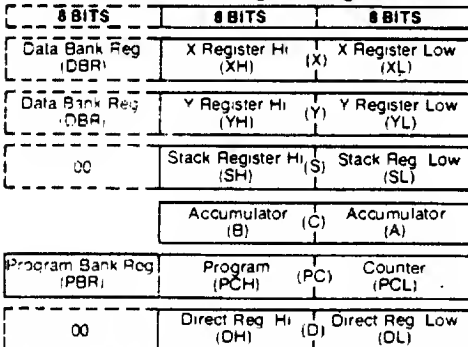 8 BITS 8 BITS 8 BITS
Data Bank Reg X Register Hi (X) X Register Low
(DBR) (XH) (XL)
Data Bank Reg Y Register Hi (Y) Y Register Low
(DBR) (YH) (YL)
00 Stack Register Hi (S) Stack Reg Low
(SH) (SL)
Accumulator (C) Accumulator
(B) (A)
Program Bank Reg Program (PC) Counter
(PBR) (PCH) (PCL)
00 Direct Reg Hi (D) Direct Reg Low
(DH) (DL)